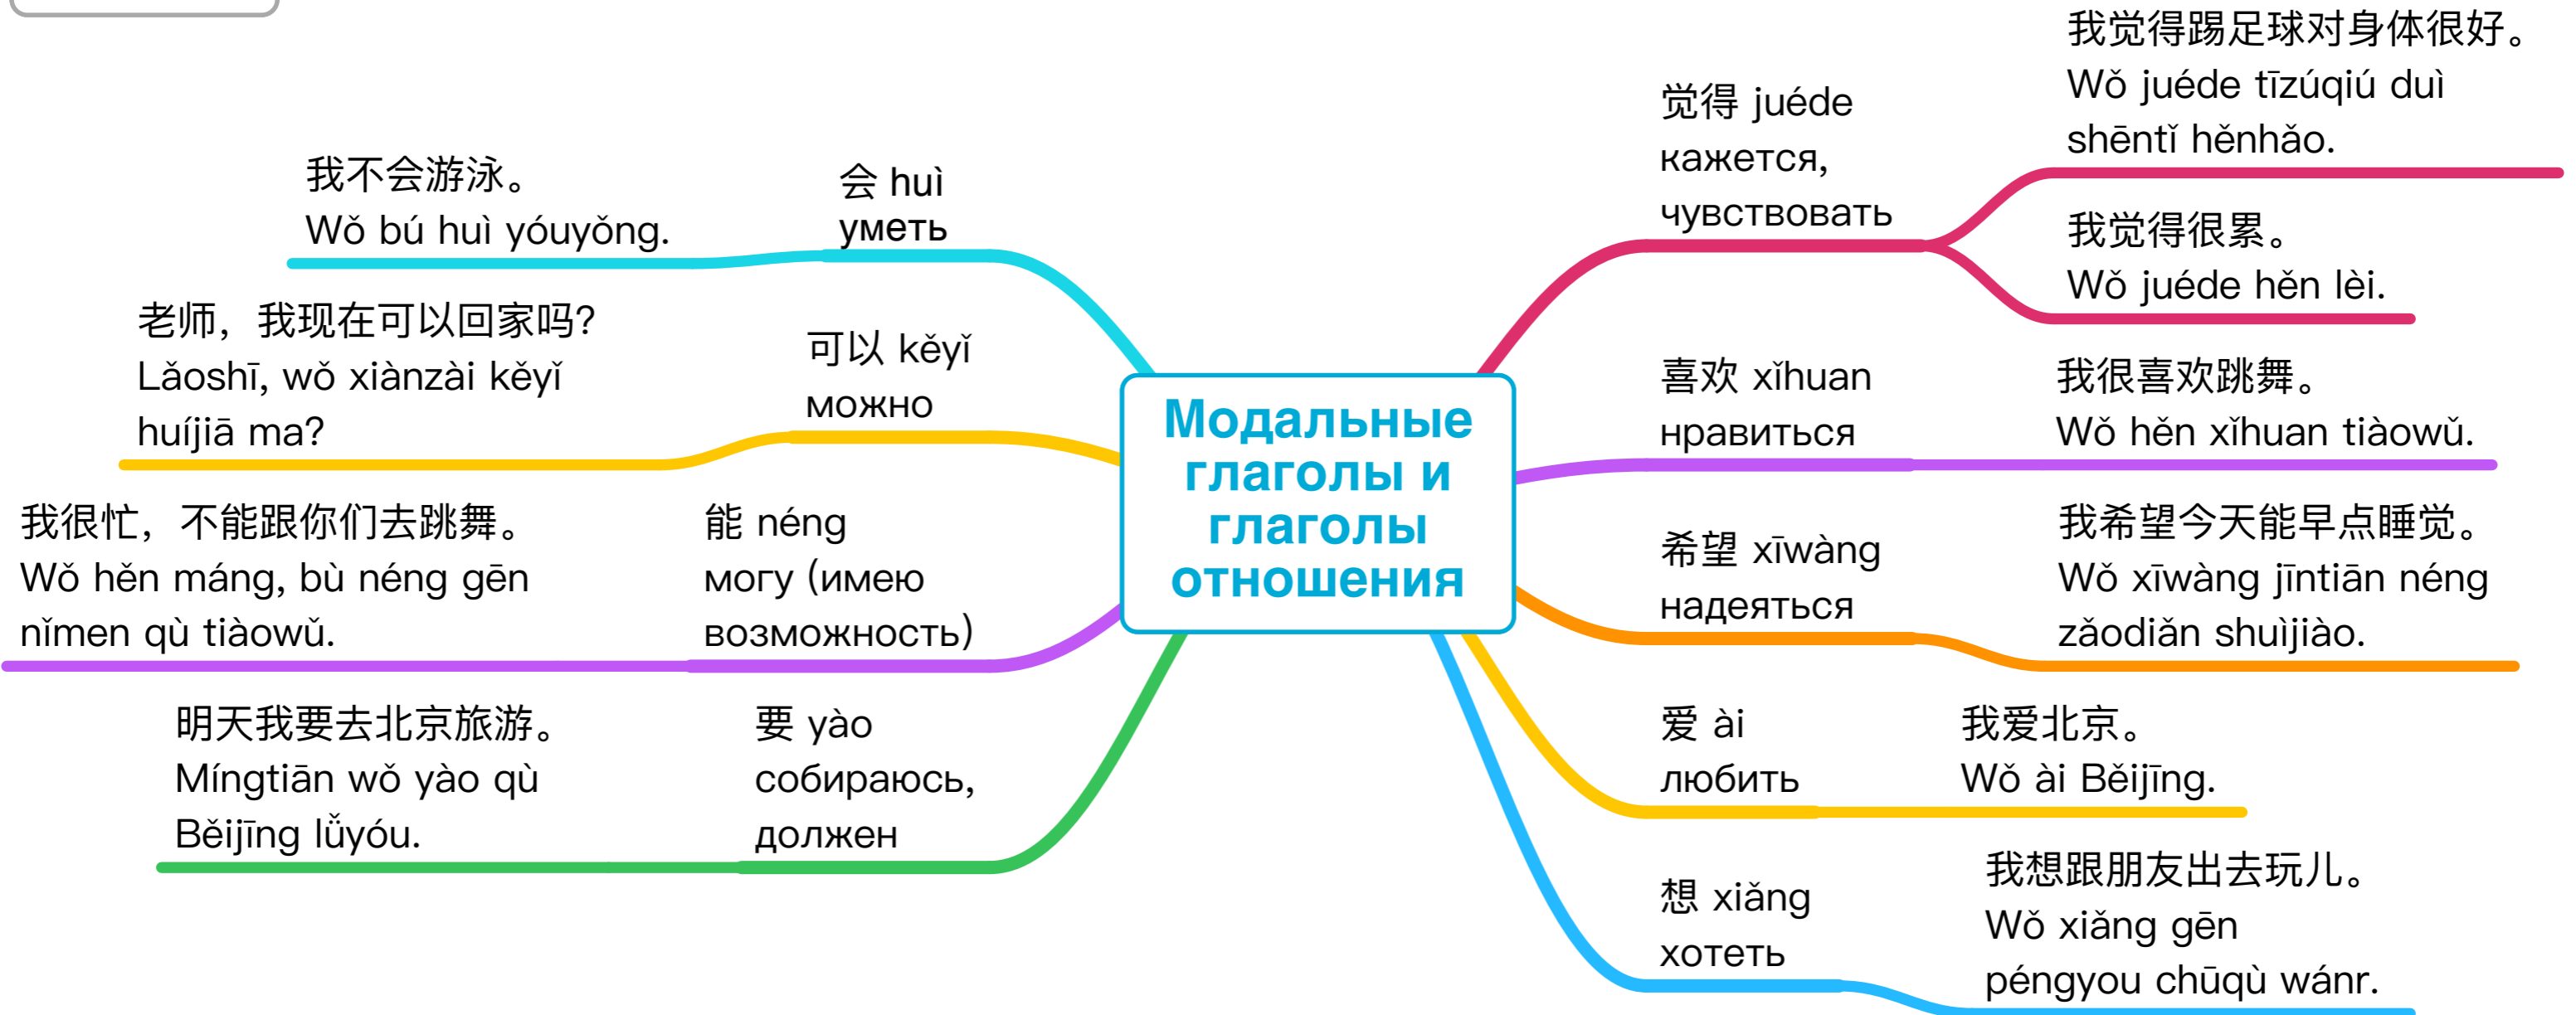 Модальные
глаголы и
глаголы
отношения
会 huì
уметь
我不会游泳。
Wǒ bú huì yóuyǒng.
可以 kěyǐ
можно
老师，我现在可以回家吗?
Lǎoshī, wǒ xiànzài kěyǐ
huíjiā ma?
能 néng
могу (имею
возможность)
我很忙，不能跟你们去跳舞。
Wǒ hěn máng, bù néng gēn
nǐmen qù tiàowǔ.
要 yào
собираюсь,
должен
明天我要去北京旅游。
Míngtiān wǒ yào qù
Běijīng lǚyóu.
觉得 juéde
кажется,
чувствовать
我觉得踢足球对身体很好。
Wǒ juéde tīzúqiú duì
shēntǐ hěnhǎo.
我觉得很累。
Wǒ juéde hěn lèi.
喜欢 xǐhuan
нравиться
我很喜欢跳舞。
Wǒ hěn xǐhuan tiàowǔ.
希望 xīwàng
надеяться
我希望今天能早点睡觉。
Wǒ xīwàng jīntiān néng
zǎodiǎn shuìjiào.
爱 ài
любить
我爱北京。
Wǒ ài Běijīng.
想 xiǎng
хотеть
我想跟朋友出去玩儿。
Wǒ xiǎng gēn
péngyou chūqù wánr.